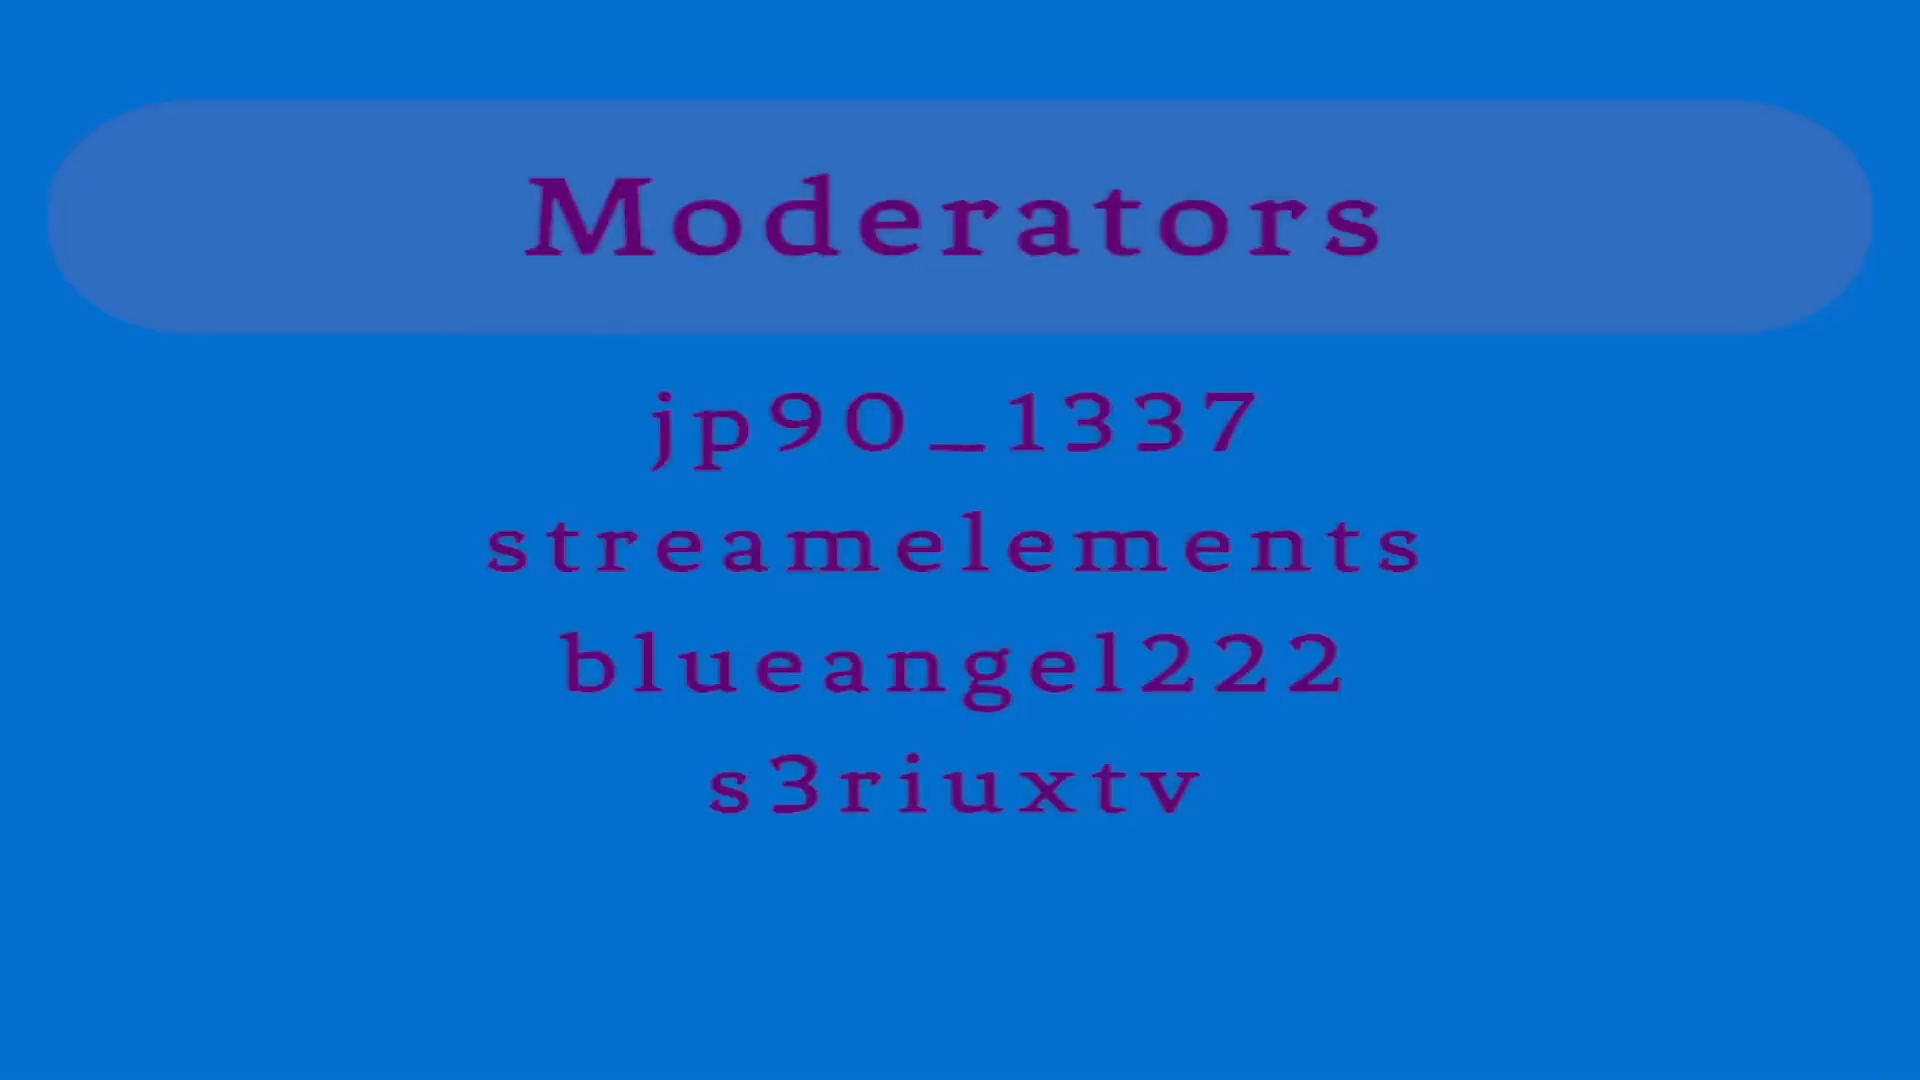 Moderators
jp90_1337
streamelements
blueangel222
s3riuxtv